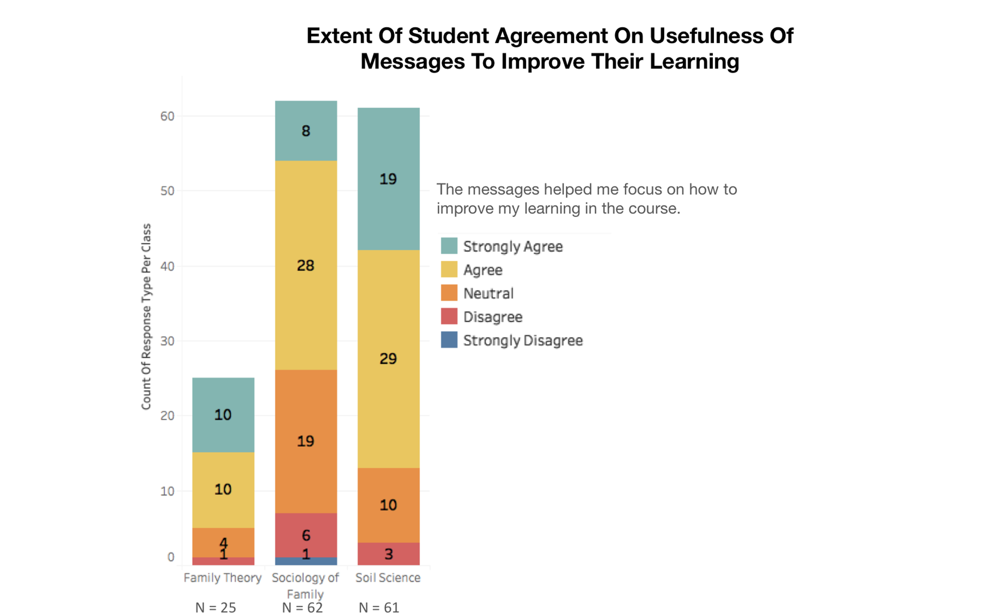 Extent Of Student Agreement On Usefulness Of
Messages To Improve Their Learning
Count Of Response Type Per Class
60
50
40
30
20
10
0
10
10
4
1
8
28
19
6
1
19
29
10
3
Family Theory
Sociology of
Family
Soil Science
N = 25
N = 62
N = 61
The messages helped me focus on how to
improve my learning in the course.
Strongly Agree
Agree
Neutral
Disagree
Strongly Disagree